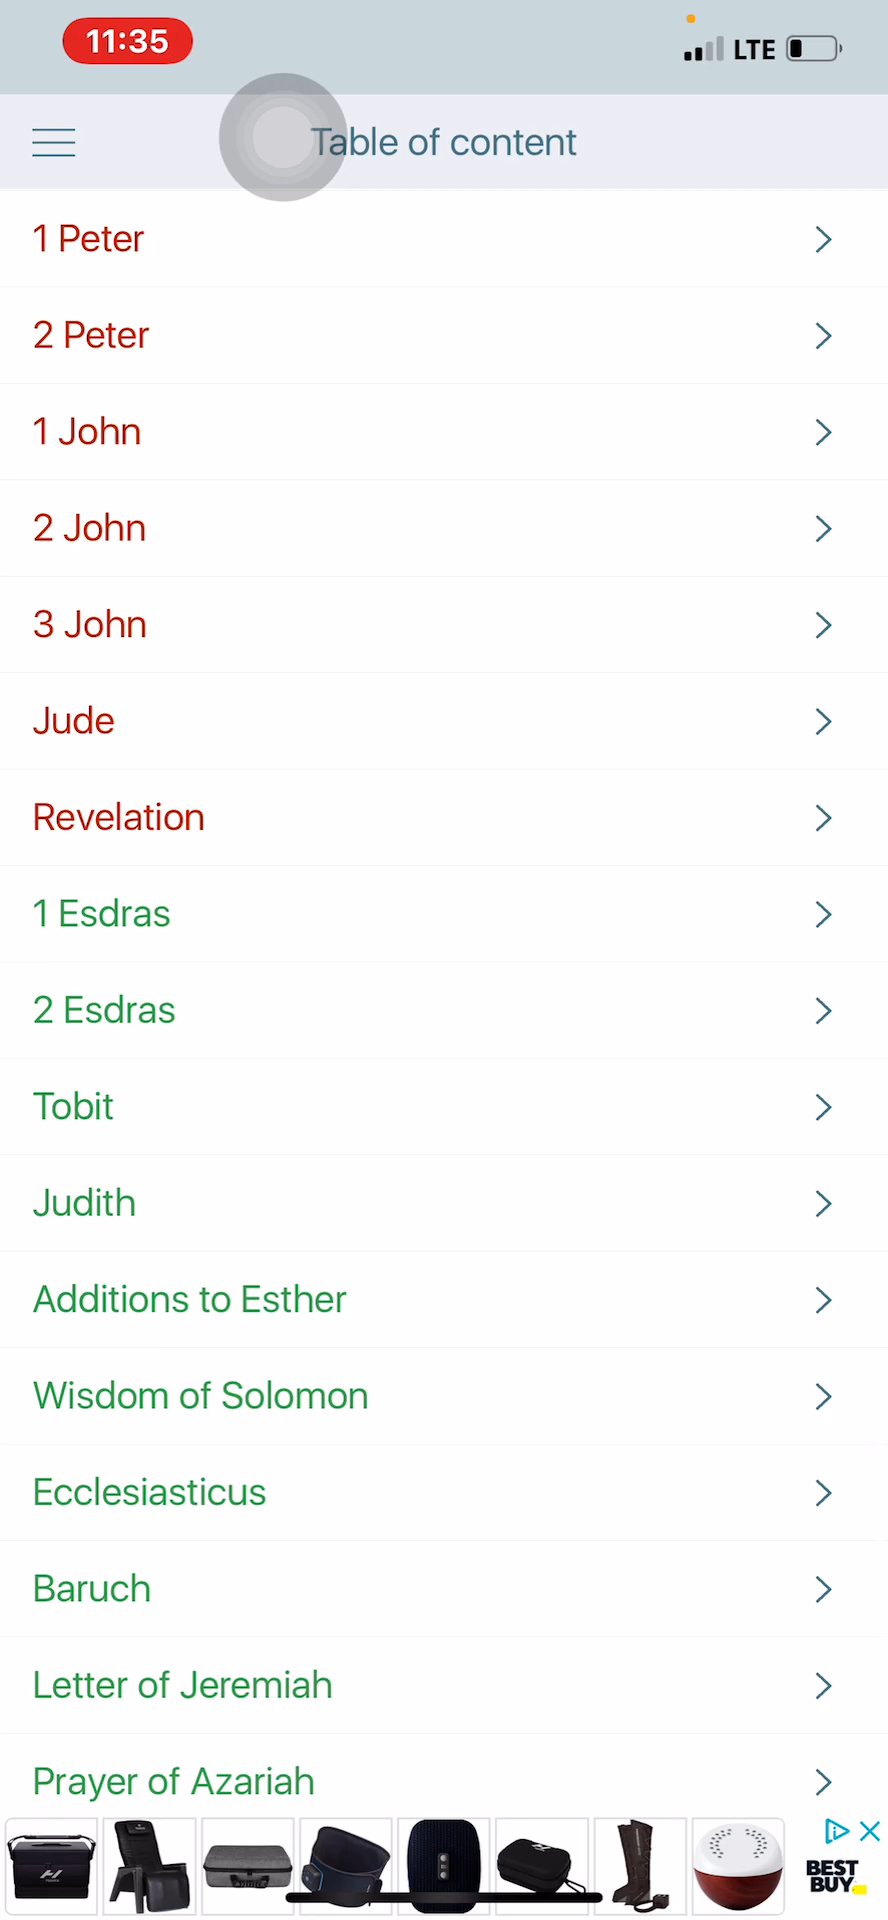 11:35
LTE
Table of content
1 Peter
2 Peter
1 John
2 John
3 John
Jude
Revelation
1 Esdras
2 Esdras
Tobit
Judith
Additions to Esther
Wisdom of Solomon
Ecclesiasticus
Baruch
Letter of Jeremiah
Prayer of Azariah
BEST
BUY